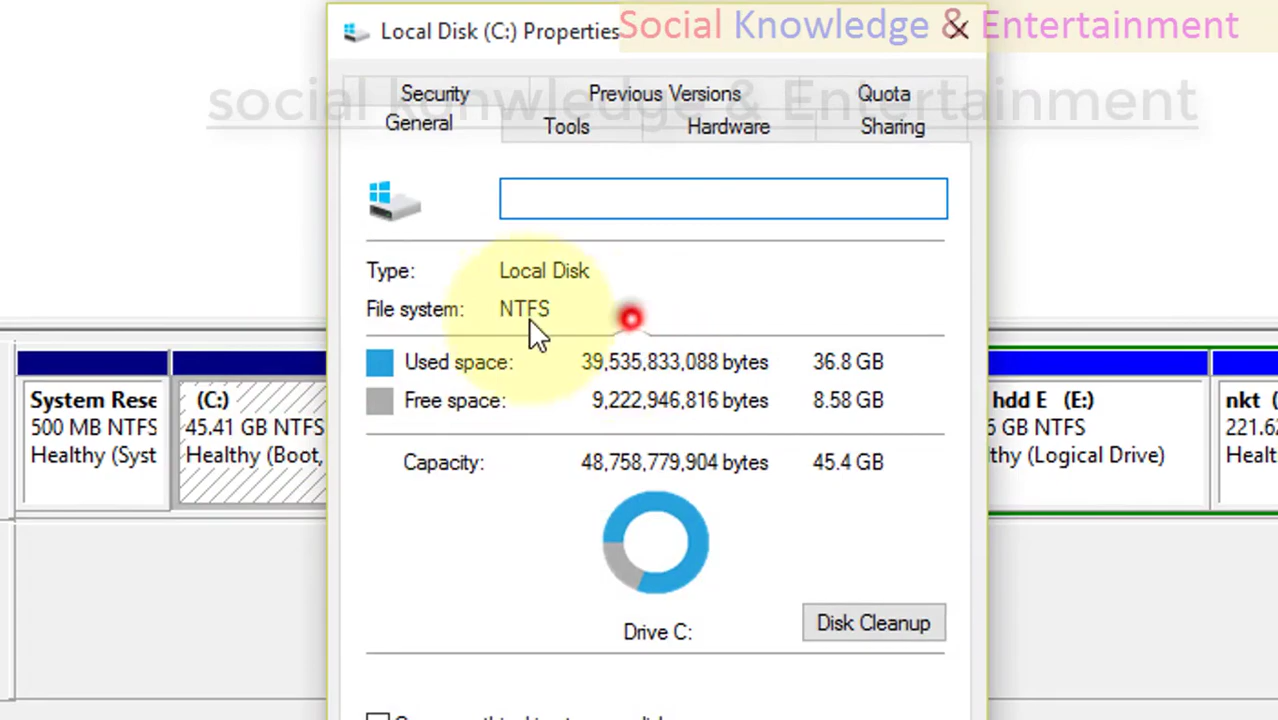 Local Disk (C:) Properties
Social Knowledge & Entertainment
social konwledge & Entertainment
Security Previous Versions Quota
General Tools Hardware Sharing
Type: Local Disk
File system: NTFS
Used space: 39,535,833,088 bytes 36.8 GB
Free space: 9,222,946,816 bytes 8.58 GB
Capacity: 48,758,779,904 bytes 45.4 GB
Drive C:
Disk Cleanup
System Rese
500 MB NTFS
Healthy (Syst
(C:)
45.41 GB NTFS
Healthy (Boot,
hdd E (E:)
6 GB NTFS
lthy (Logical Drive)
nkt (
221.62
Healt